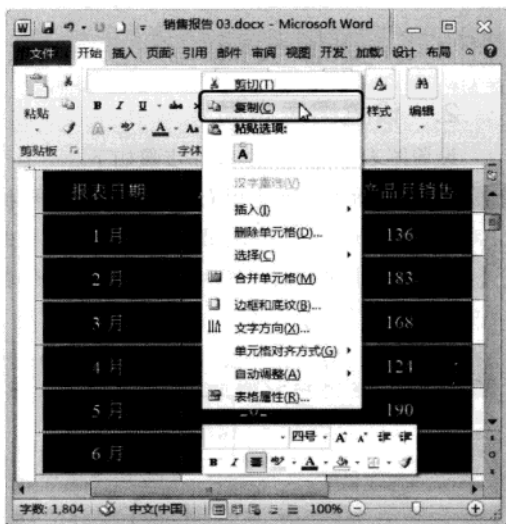 销售报告 03.docx - Microsoft Word
文件 开始 插入 页面 引用 邮件 审阅 视图 开发 加载 设计 布局
粘贴
B I U abc
A Aa
样式 编辑
剪贴板 字体
剪切(T)
复制(C)
粘贴选项:
A
汉字重选(V)
插入(I)
删除单元格(D)...
选择(C)
合并单元格(M)
边框和底纹(B)...
文字方向(X)...
单元格对齐方式(G)
自动调整(A)
表格属性(R)...
报表日期 产品月销售
1 月 136
2 月 183
3 月 168
4 月 124
5 月 202 190
6 月
四号 A A
B I A
字数: 1,804 中文(中国) 100%